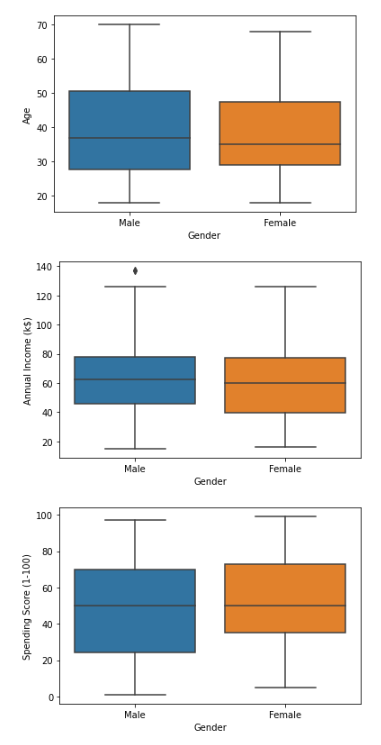 70
60
50
40
30
20
Age
Male
Female
Gender
140
120
100
80
60
40
20
Annual Income (k$)
Male
Female
Gender
100
80
60
40
20
0
Spending Score (1-100)
Male
Female
Gender